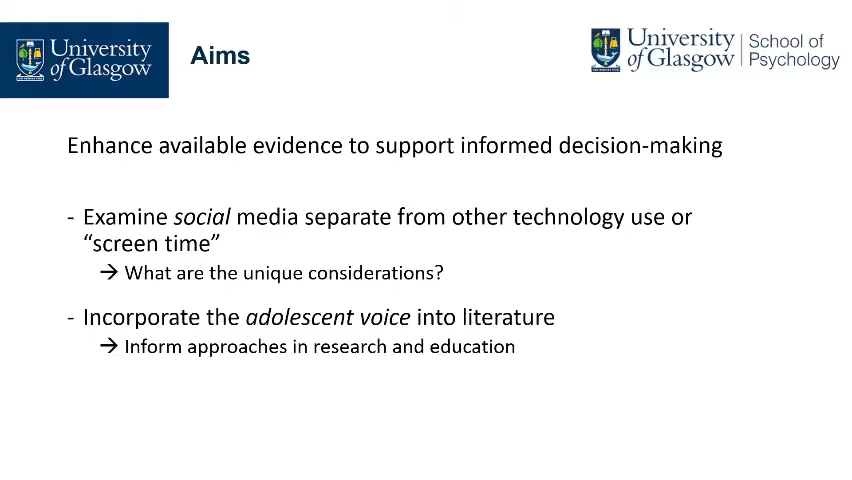 University
of Glasgow
Aims
University
of Glasgow
School of
Psychology
Enhance available evidence to support informed decision-making
- Examine social media separate from other technology use or
“screen time”
→ What are the unique considerations?
- Incorporate the adolescent voice into literature
→ Inform approaches in research and education